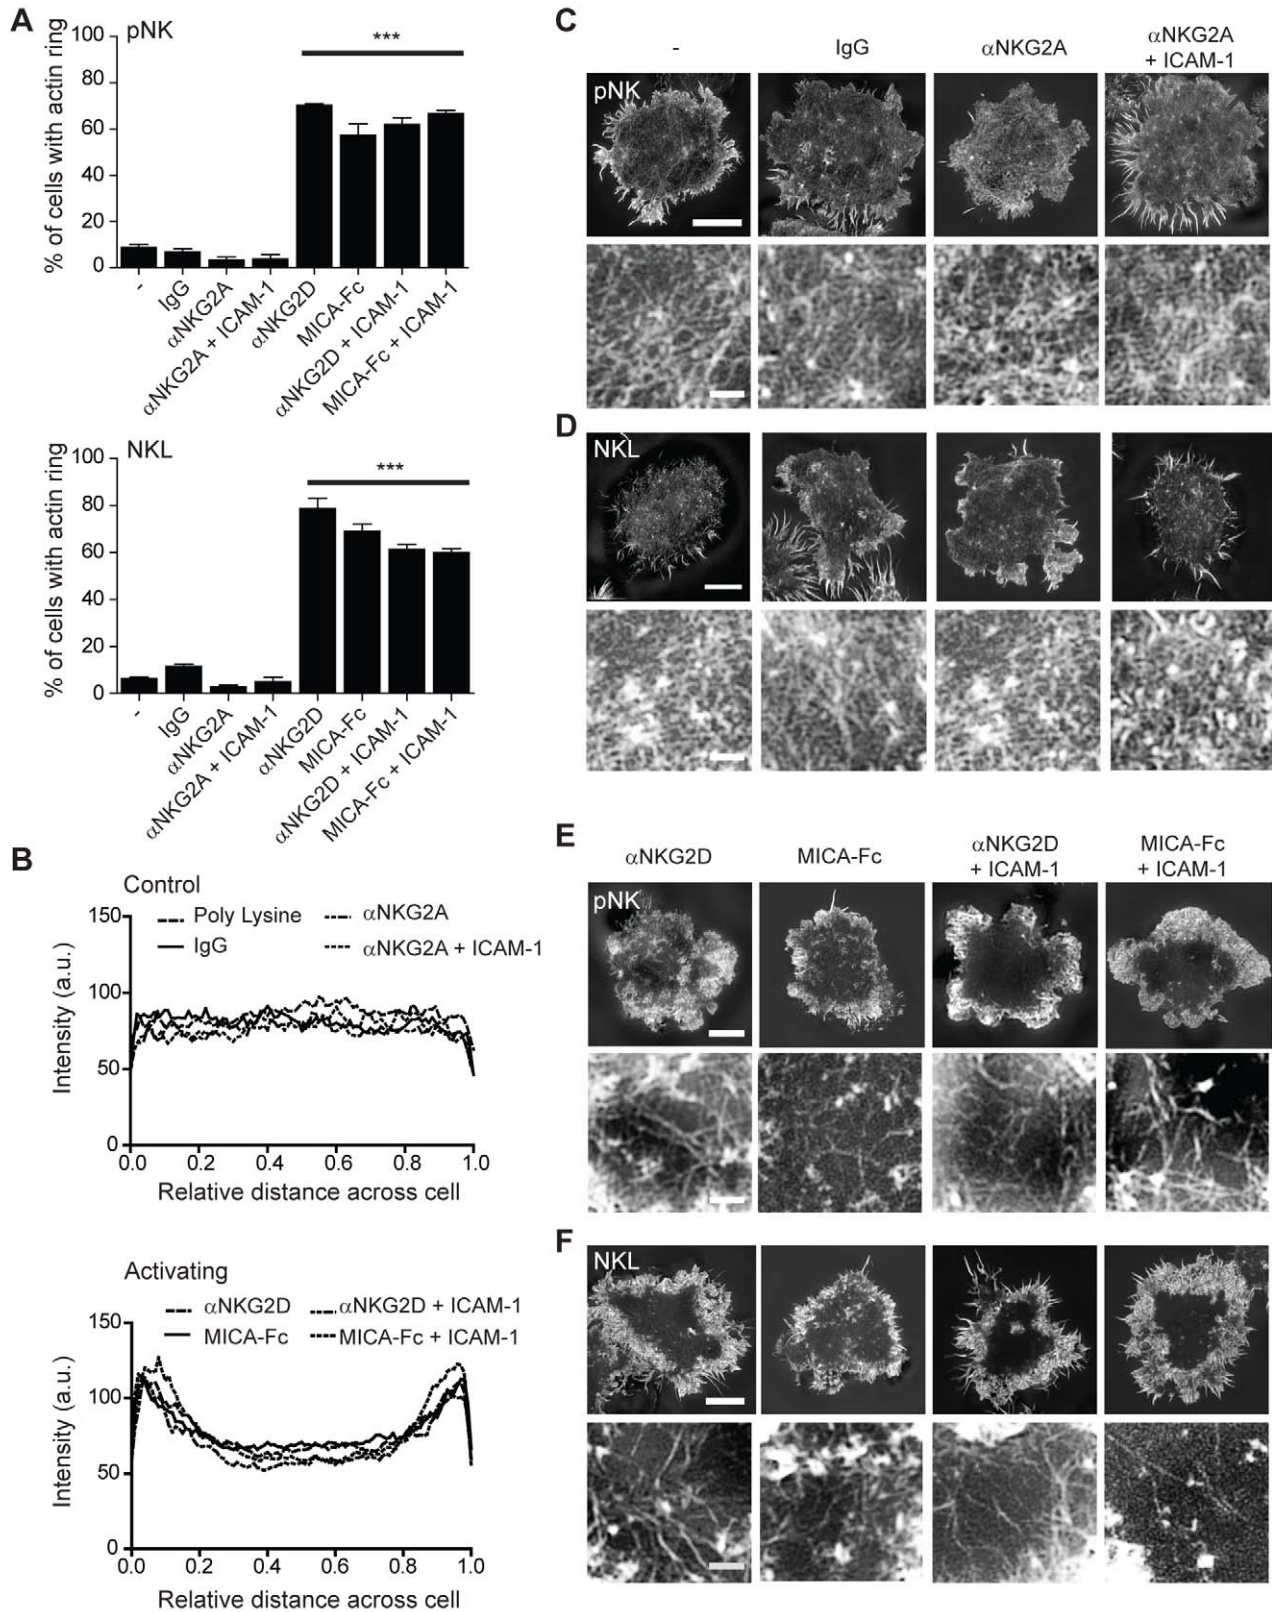 A
pNK
% of cells with actin ring
100
80
60
40
20
0
***
-
IgG
αNKG2A
αNKG2A + ICAM-1
αNKG2D
MICA-Fc
αNKG2D + ICAM-1
MICA-Fc + ICAM-1
NKL
% of cells with actin ring
100
80
60
40
20
0
***
-
IgG
αNKG2A
αNKG2A + ICAM-1
αNKG2D
MICA-Fc
αNKG2D + ICAM-1
MICA-Fc + ICAM-1
B
Control
Poly Lysine
αNKG2A
IgG
αNKG2A + ICAM-1
Intensity (a.u.)
150
100
50
0
0.0 0.2 0.4 0.6 0.8 1.0
Relative distance across cell
Activating
αNKG2D
αNKG2D + ICAM-1
MICA-Fc
MICA-Fc + ICAM-1
Intensity (a.u.)
150
100
50
0
0.0 0.2 0.4 0.6 0.8 1.0
Relative distance across cell
C
-
IgG
αNKG2A
αNKG2A
+ ICAM-1
pNK
D
NKL
E
αNKG2D
MICA-Fc
αNKG2D
+ ICAM-1
MICA-Fc
+ ICAM-1
pNK
F
NKL